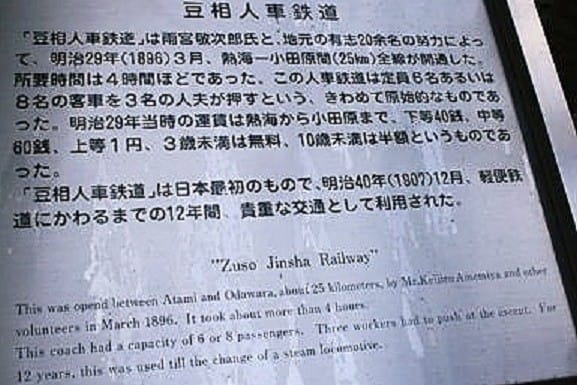 豆相人車鉄道
「豆相人車鉄道」は雨宮敬次郎氏と、地元の有志20余名の努力によっ
て、明治29年(1896)3月、熱海ー小田原間(25km)全線が開通した。
所要時間は4時間ほどであった。この人車鉄道は定員6名あるいは
8名の客車を3名の人夫が押すという、きわめて原始的なものであ
った。明治29年当時の運賃は熱海から小田原まで、下等40銭、中等
60銭、上等1円、3歳未満は無料、10歳未満は半額というものであ
った。
「豆相人車鉄道」は日本最初のもので、明治40年(1907)12月、軽便鉄
道にかわるまでの12年間、貴重な交通として利用された。
"Zuso Jinsha Railway"
This was opend between Atami and Odawara, about 25 kilometers, by Mr.Keijiro Amemiya and other
volunteers in March 1896. It took about more than 4 hours.
This coach had a capacity of 6 or 8 passengers. Three workers had to push at the ascent. For
12 years, this was used till the change of a steam locomotive.